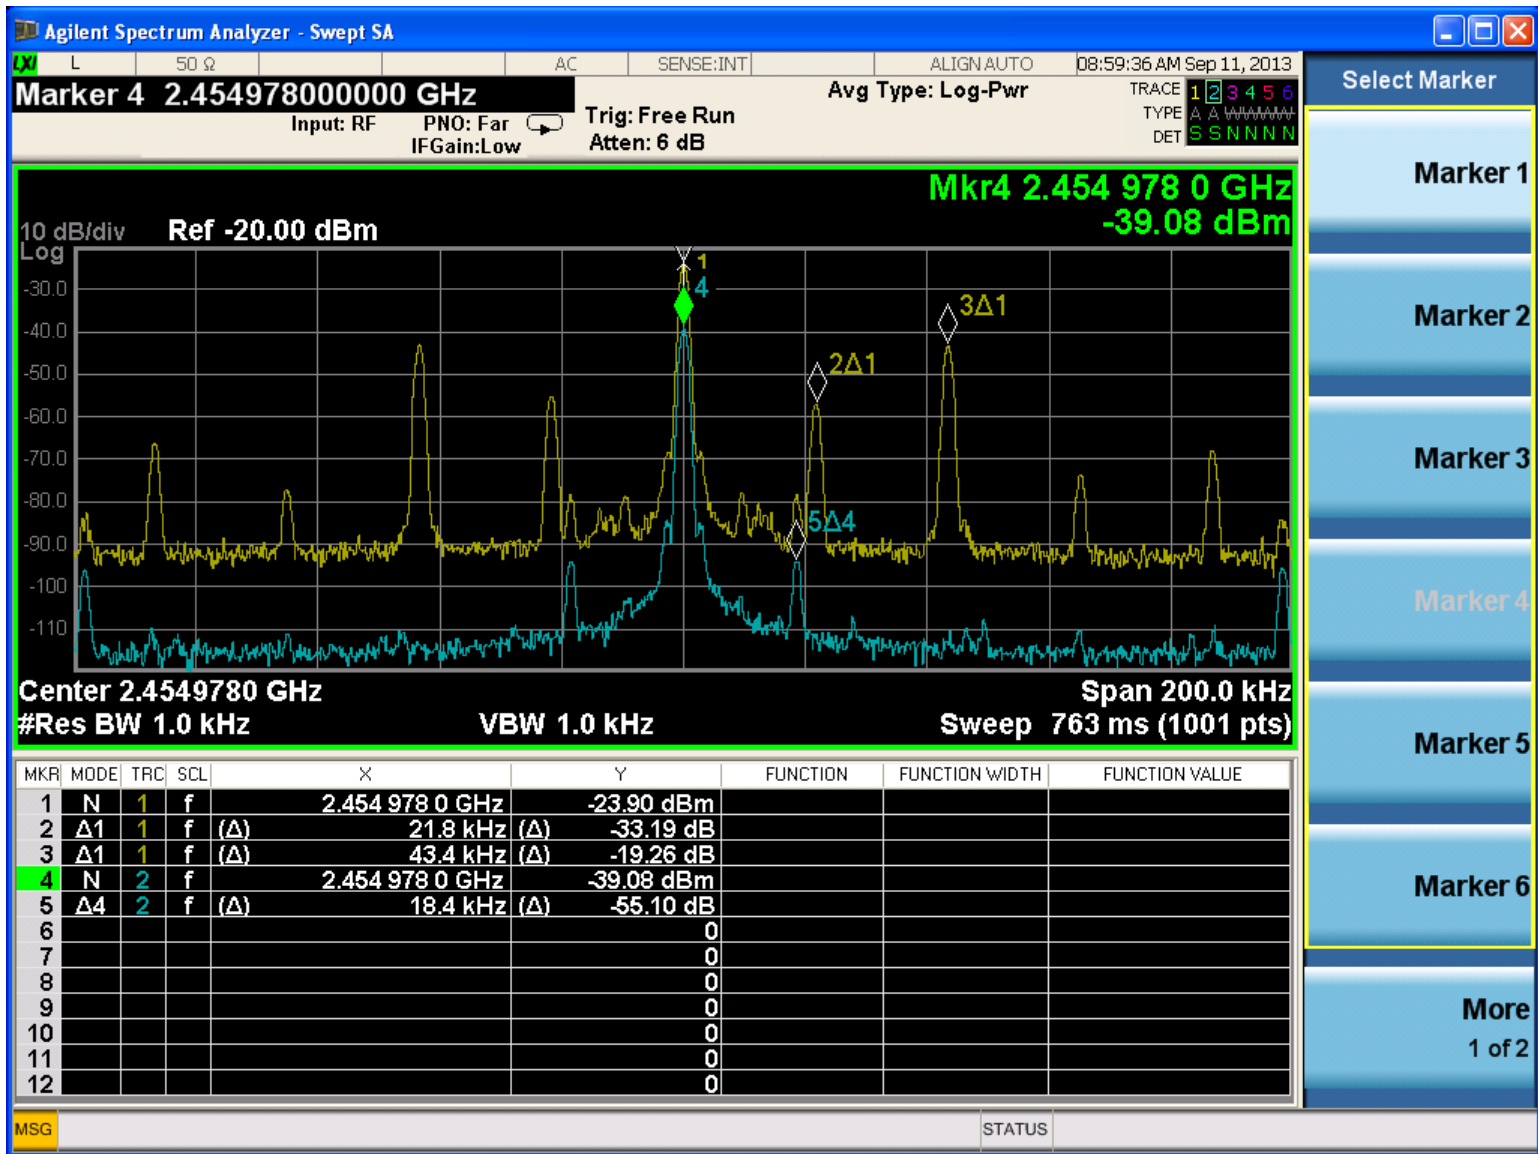 Agilent Spectrum Analyzer - Swept SA
LXI L 50 Ω AC SENSE:INT ALIGN AUTO 08:59:36 AM Sep 11, 2013
Marker 4 2.454978000000 GHz
Input: RF PNO: Far IFGain:Low
Trig: Free Run
Atten: 6 dB
Avg Type: Log-Pwr
TRACE 1 2 3 4 5 6
TYPE A A W W W W
DET S S N N N N
Mkr4 2.454 978 0 GHz
-39.08 dBm
10 dB/div Ref -20.00 dBm
Log
1
4
3Δ1
2Δ1
5Δ4
-30.0
-40.0
-50.0
-60.0
-70.0
-80.0
-90.0
-100
-110
Center 2.4549780 GHz Span 200.0 kHz
#Res BW 1.0 kHz VBW 1.0 kHz Sweep 763 ms (1001 pts)
MKR MODE TRC SCL X Y FUNCTION FUNCTION WIDTH FUNCTION VALUE
1 N 1 f 2.454 978 0 GHz -23.90 dBm
2 Δ1 1 f (Δ) 21.8 kHz (Δ) -33.19 dB
3 Δ1 1 f (Δ) 43.4 kHz (Δ) -19.26 dB
4 N 2 f 2.454 978 0 GHz -39.08 dBm
5 Δ4 2 f (Δ) 18.4 kHz (Δ) -55.10 dB
6 0
7 0
8 0
9 0
10 0
11 0
12 0
MSG STATUS
Select Marker
Marker 1
Marker 2
Marker 3
Marker 4
Marker 5
Marker 6
More
1 of 2